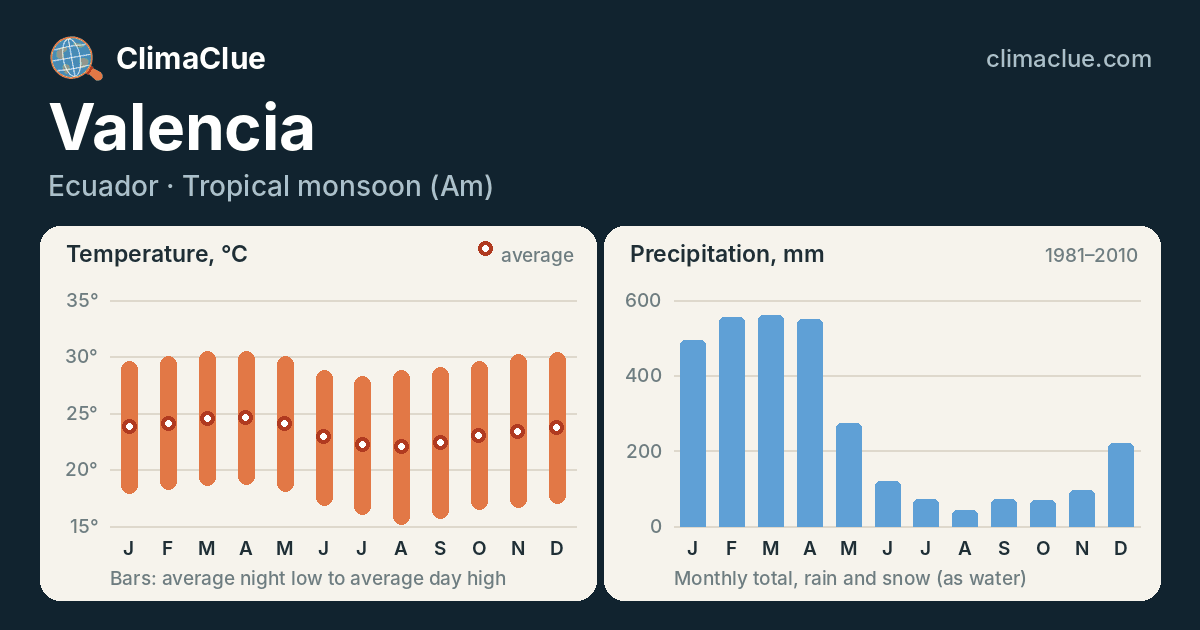 ClimaClue
climaclue.com
Valencia
Ecuador · Tropical monsoon (Am)
Temperature, °C
average
35°
30°
25°
20°
15°
J F M A M J J A S O N D
Bars: average night low to average day high
Precipitation, mm
1981–2010
600
400
200
0
J F M A M J J A S O N D
Monthly total, rain and snow (as water)